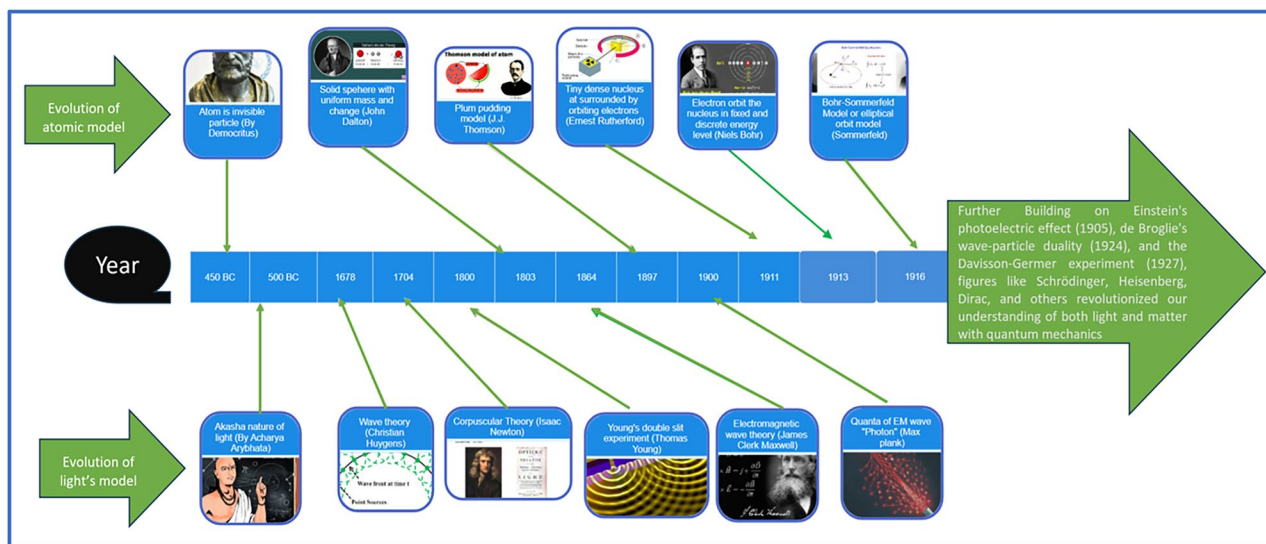 Evolution of
atomic model
Atom is invisible
particle (By
Democritus)
Solid spehere with
uniform mass and
change (John
Dalton)
Thomson model of atom
Plum pudding
model (J.J.
Thomson)
Tiny dense nucleus
at surrounded by
orbiting electrons
(Ernest Rutherford)
Electron orbit the
nucleus in fixed and
discrete energy
level (Niels Bohr)
Bohr-Sommerfeld
Model or elliptical
orbit model
(Sommerfeld)
Year
450 BC
500 BC
1678
1704
1800
1803
1864
1897
1900
1911
1913
1916
Further Building on Einstein's
photoelectric effect (1905), de Broglie's
wave-particle duality (1924), and the
Davisson-Germer experiment (1927),
figures like Schrödinger, Heisenberg,
Dirac, and others revolutionized our
understanding of both light and matter
with quantum mechanics
Evolution of
light's model
Akasha nature of
light (By Acharya
Arybhata)
Wave theory
(Christian
Huygens)
Wave front at time t
Point Sources
Corpuscular Theory (Isaac
Newton)
OPTICKS
LIGHT
Young's double slit
experiment (Thomas
Young)
Electromagnetic
wave theory (James
Clerk Maxwell)
Quanta of EM wave
"Photon" (Max
plank)